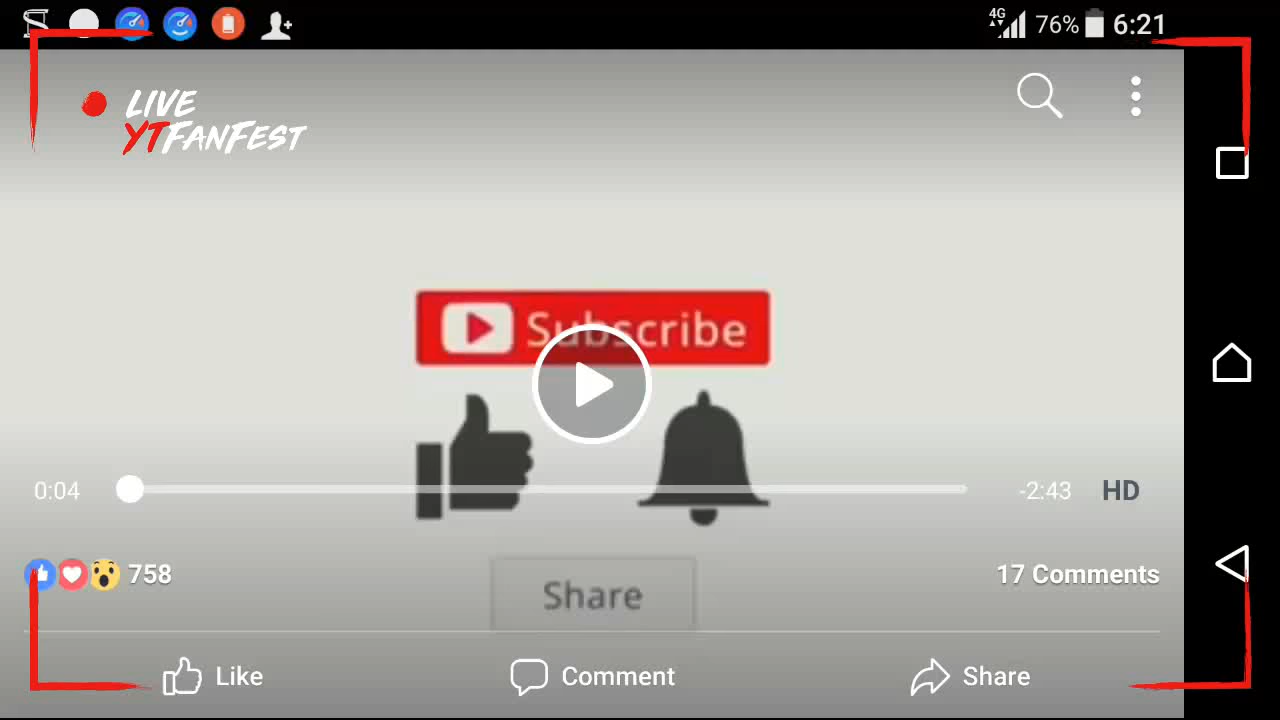 4G 76% 6:21
LIVE
YTFANFEST
Subscribe
0:04 -2:43 HD
758 17 Comments
Share
Like Comment Share